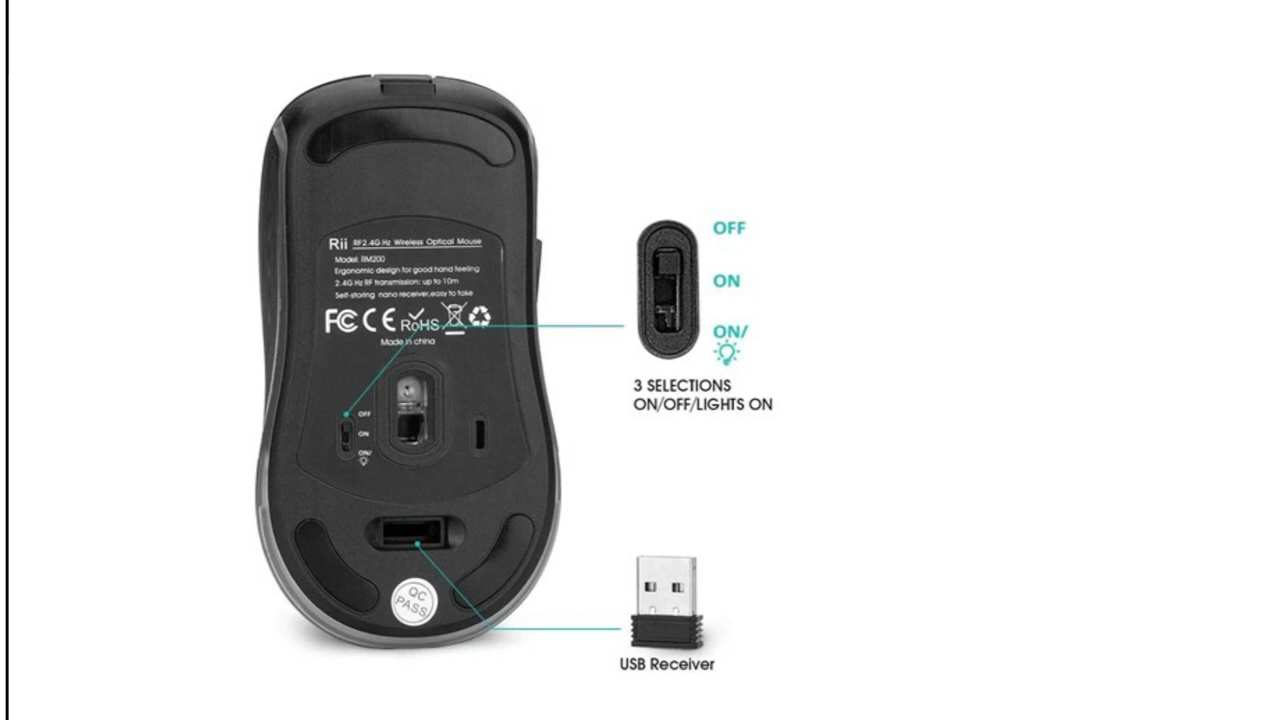 Rii RF2.4G Hz Wireless Optical Mouse
Model: RM200
Ergonomic design for good hand feeling
2.4G Hz RF transmission: up to 10m
Self-storing nano receiver,easy to take
FC CE RoHS
Made in china
OFF
ON
ON/
QC
PASS
OFF
ON
ON/
3 SELECTIONS
ON/OFF/LIGHTS ON
USB Receiver